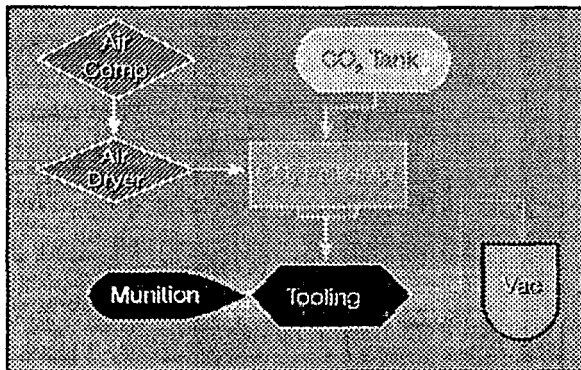 Air
Comp
CO₂ Tank
Air
Dryer
Munition
Tooling
Vac